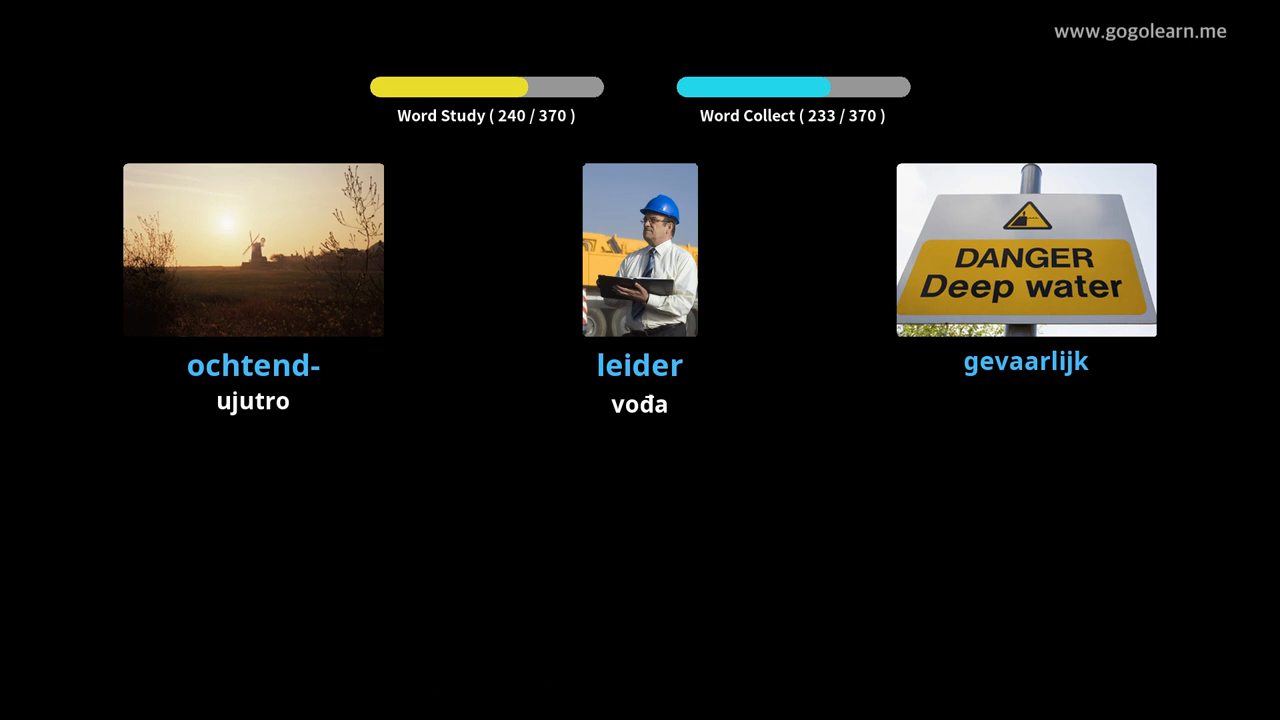 www.gogolearn.me
Word Study ( 240 / 370 )
Word Collect ( 233 / 370 )
DANGER
Deep water
ochtend-
leider
gevaarlijk
ujutro
vođa